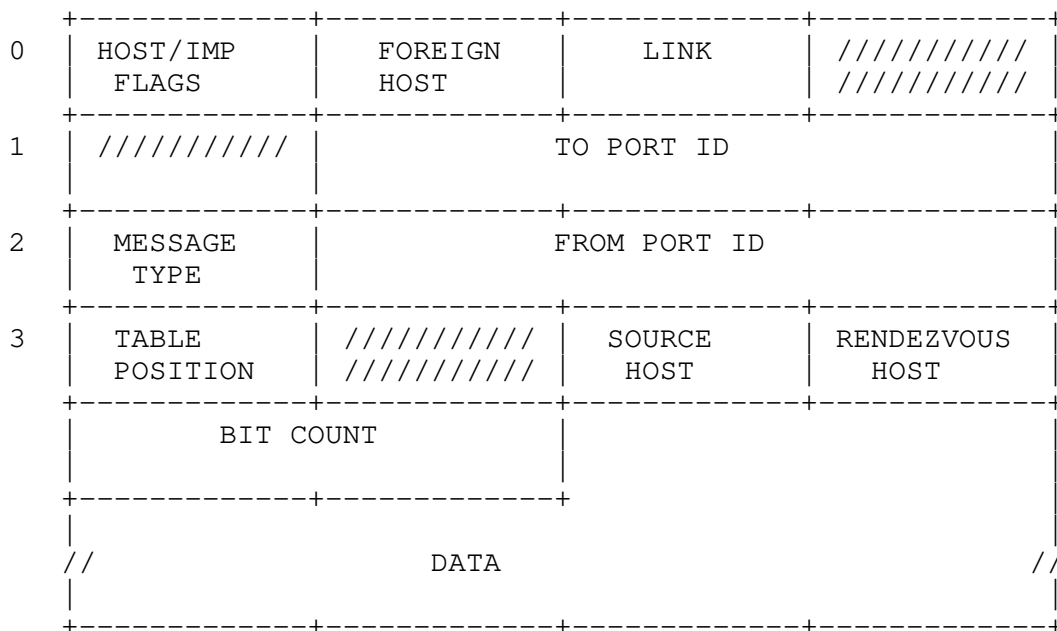 +-------------+-------------+-------------+-------------+
0 | HOST/IMP | FOREIGN | LINK | /////////// |
| FLAGS | HOST | | /////////// |
+-------------+-------------+-------------+-------------+
1 | /////////// | TO PORT ID |
| | |
+-------------+-------------+-------------+-------------+
2 | MESSAGE | FROM PORT ID |
| TYPE | |
+-------------+-------------+-------------+-------------+
3 | TABLE | /////////// | SOURCE | RENDEZVOUS |
| POSITION | /////////// | HOST | HOST |
+-------------+-------------+-------------+-------------+
| BIT COUNT | |
| | |
+-------------+-------------+
| |
// DATA //
| |
+-------------+-------------+-------------+-------------+